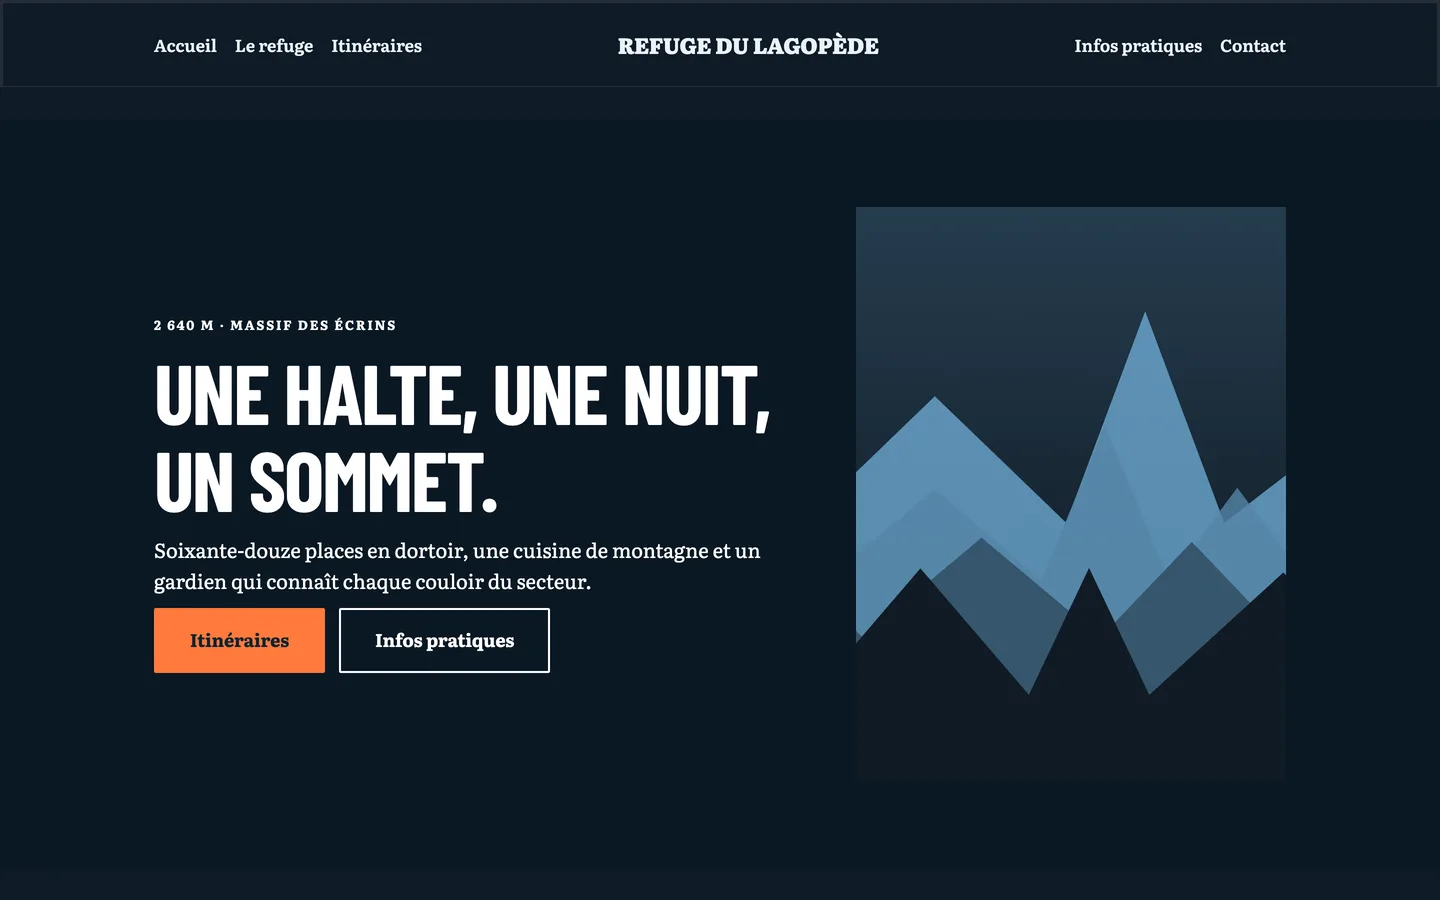 Accueil Le refuge Itinéraires REFUGE DU LAGOPÈDE Infos pratiques Contact
2 640 M · MASSIF DES ÉCRINS
UNE HALTE, UNE NUIT,
UN SOMMET.
Soixante-douze places en dortoir, une cuisine de montagne et un
gardien qui connaît chaque couloir du secteur.
Itinéraires Infos pratiques